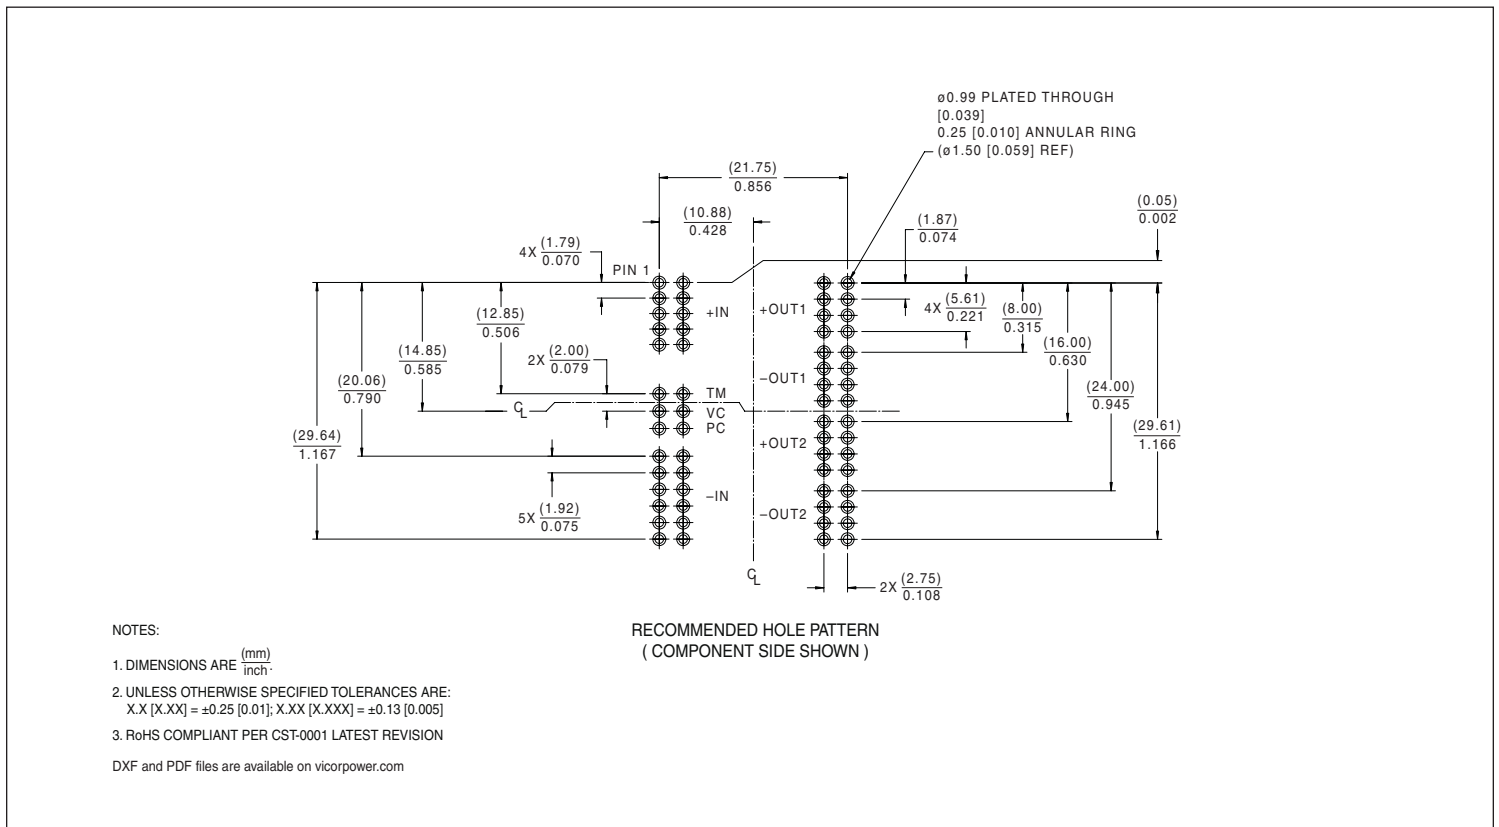 ø0.99 PLATED THROUGH
[0.039]
0.25 [0.010] ANNULAR RING
(ø1.50 [0.059] REF)
(21.75)
0.856
(10.88)
0.428
(0.05)
0.002
(1.87)
0.074
4X (1.79)
0.070
PIN 1
+IN
+OUT1
4X (5.61)
0.221
(8.00)
0.315
(12.85)
0.506
(14.85)
0.585
2X (2.00)
0.079
(16.00)
0.630
(20.06)
0.790
−OUT1
(24.00)
0.945
TM
VC
PC
CL
(29.64)
1.167
+OUT2
(29.61)
1.166
−IN
5X (1.92)
0.075
−OUT2
CL
2X (2.75)
0.108
RECOMMENDED HOLE PATTERN
( COMPONENT SIDE SHOWN )
NOTES:
1. DIMENSIONS ARE (mm)
inch.
2. UNLESS OTHERWISE SPECIFIED TOLERANCES ARE:
X.X [X.XX] = ±0.25 [0.01]; X.XX [X.XXX] = ±0.13 [0.005]
3. RoHS COMPLIANT PER CST-0001 LATEST REVISION
DXF and PDF files are available on vicorpower.com